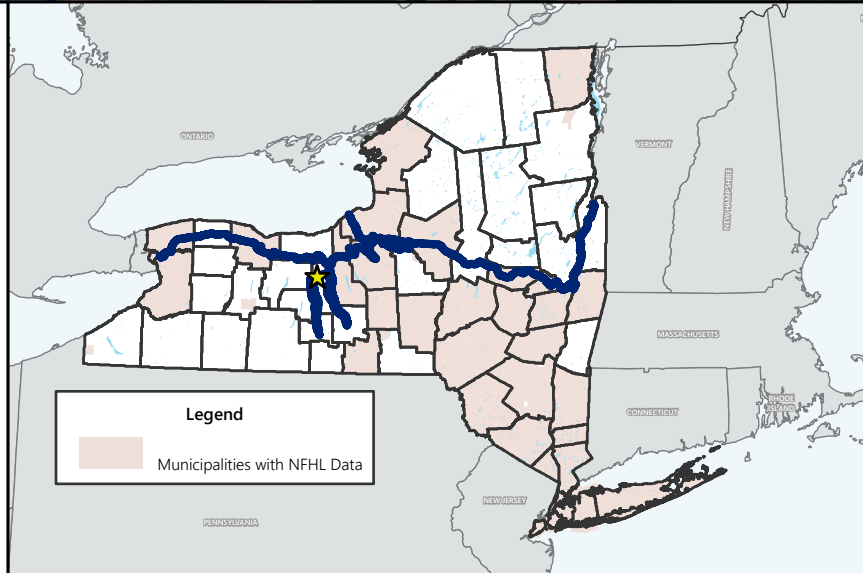 ONTARIO
VERMONT
NEW HAMPSHIRE
MASSACHUSETTS
RHODE
ISLAND
CONNECTICUT
Legend
Municipalities with NFHL Data
NEW JERSEY
PENNSYLVANIA